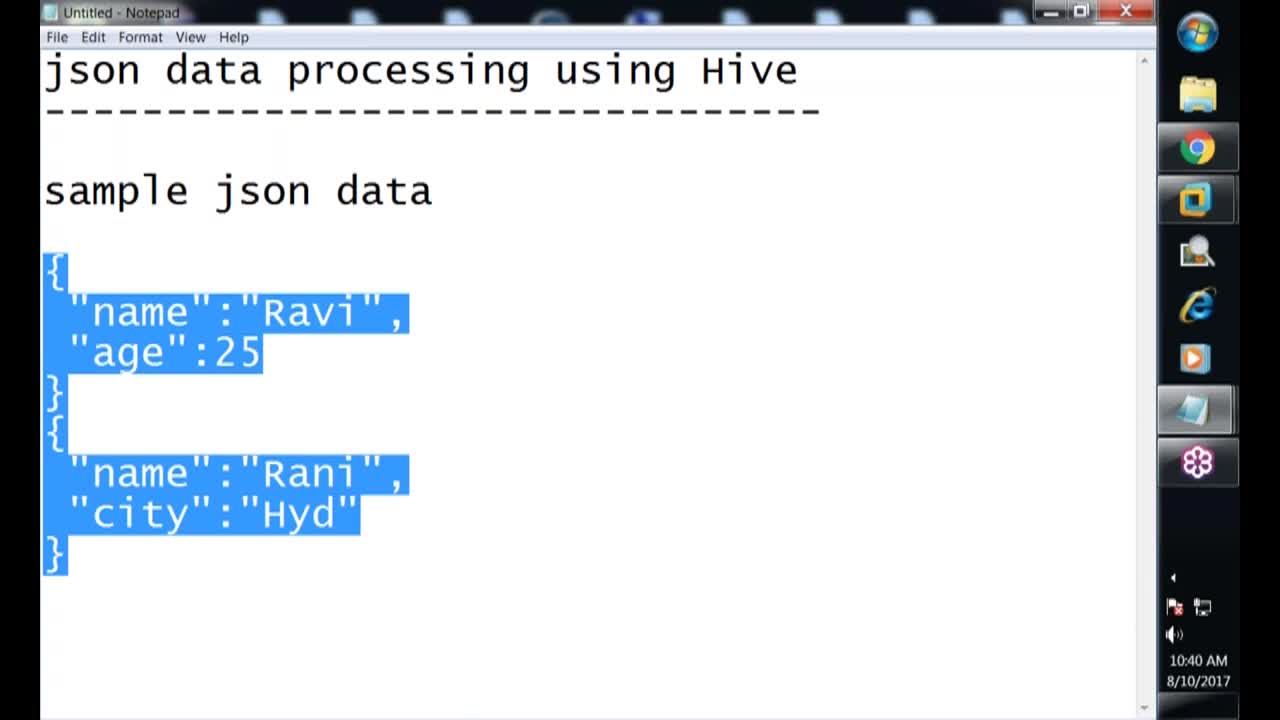 Untitled - Notepad
File Edit Format View Help
json data processing using Hive
--------------------------------
sample json data
{
"name":"Ravi",
"age":25
}
{
"name":"Rani",
"city":"Hyd"
}
10:40 AM
8/10/2017